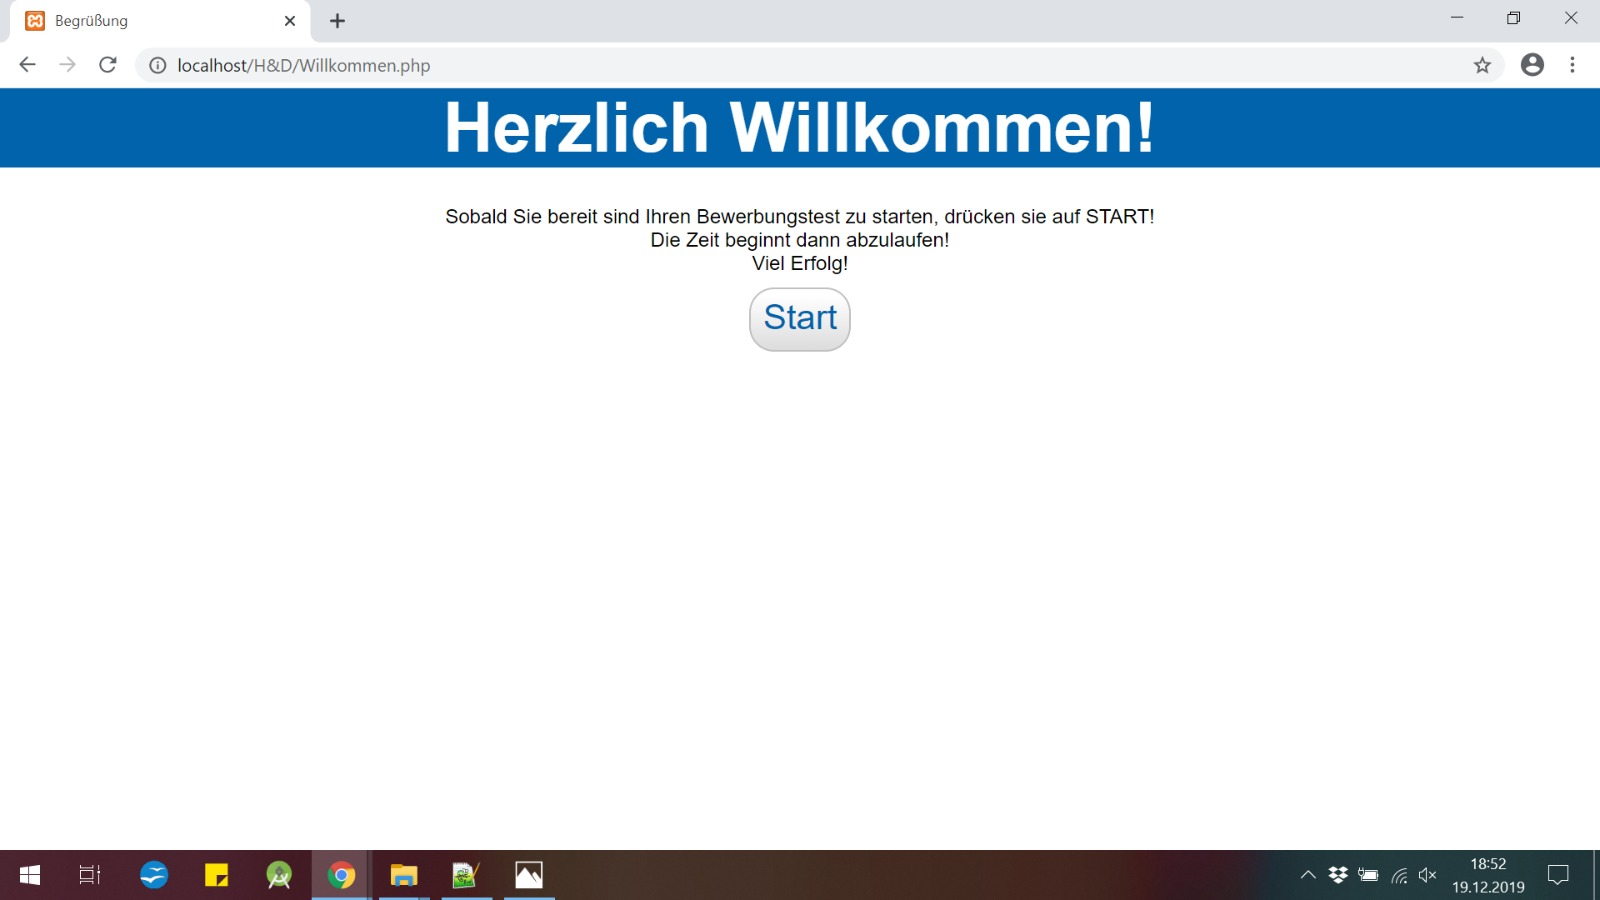 Begrüßung
localhost/H&D/Willkommen.php
Herzlich Willkommen!
Sobald Sie bereit sind Ihren Bewerbungstest zu starten, drücken sie auf START!
Die Zeit beginnt dann abzulaufen!
Viel Erfolg!
Start
18:52
19.12.2019